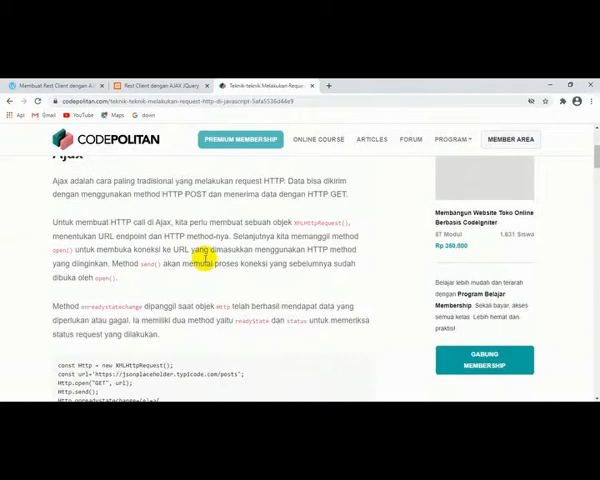 Membuat Rest Client dengan AJ
Rest Client dengan AJAX JQuery
Teknik-teknik Melakukan Reques
codepolitan.com/teknik-teknik-melakukan-request-http-di-javascript-5afa5536d44e9
Apl
Gmail
YouTube
Maps
down
CODEPOLITAN
PREMIUM MEMBERSHIP
ONLINE COURSE
ARTICLES
FORUM
PROGRAM
MEMBER AREA
Ajax
Ajax adalah cara paling tradisional yang melakukan request HTTP. Data bisa dikirim
dengan menggunakan method HTTP POST dan menerima data dengan HTTP GET.
Untuk membuat HTTP call di Ajax, kita perlu membuat sebuah objek XMLHttpRequest(),
menentukan URL endpoint dan HTTP method-nya. Selanjutnya kita memanggil method
open() untuk membuka koneksi ke URL yang dimasukkan menggunakan HTTP method
yang diinginkan. Method send() akan memulai proses koneksi yang sebelumnya sudah
dibuka oleh open().
Method onreadystatechange dipanggil saat objek Http telah berhasil mendapat data yang
diperlukan atau gagal. Ia memiliki dua method yaitu readyState dan status untuk memeriksa
status request yang dilakukan.
const Http = new XMLHttpRequest();
const url='https://jsonplaceholder.typicode.com/posts';
Http.open("GET", url);
Http.send();
Http.onreadystatechange=(e)=>{
Membangun Website Toko Online
Berbasis CodeIgniter
87 Modul
1,631 Siswa
Rp 350,000
Belajar lebih mudah dan terarah
dengan Program Belajar
Membership. Sekali bayar, akses
semua kelas. Lebih hemat dan
praktis!
GABUNG
MEMBERSHIP